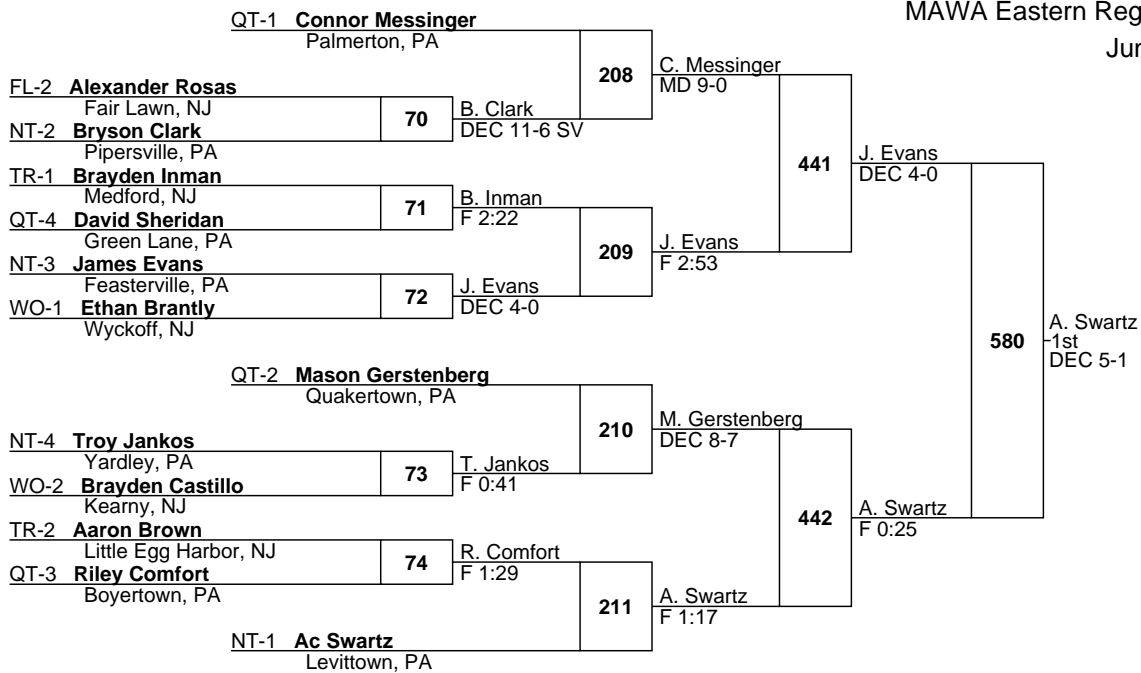 MAWA Eastern Reg
Jur
QT-1 Connor Messinger
Palmerton, PA
208
C. Messinger
MD 9-0
FL-2 Alexander Rosas
Fair Lawn, NJ
70
B. Clark
DEC 11-6 SV
NT-2 Bryson Clark
Pipersville, PA
441
J. Evans
DEC 4-0
TR-1 Brayden Inman
Medford, NJ
71
B. Inman
F 2:22
QT-4 David Sheridan
Green Lane, PA
209
J. Evans
F 2:53
NT-3 James Evans
Feasterville, PA
72
J. Evans
DEC 4-0
WO-1 Ethan Brantly
Wyckoff, NJ
580
A. Swartz
1st
DEC 5-1
QT-2 Mason Gerstenberg
Quakertown, PA
210
M. Gerstenberg
DEC 8-7
NT-4 Troy Jankos
Yardley, PA
73
T. Jankos
F 0:41
WO-2 Brayden Castillo
Kearny, NJ
442
A. Swartz
F 0:25
TR-2 Aaron Brown
Little Egg Harbor, NJ
74
R. Comfort
F 1:29
QT-3 Riley Comfort
Boyertown, PA
211
A. Swartz
F 1:17
NT-1 Ac Swartz
Levittown, PA